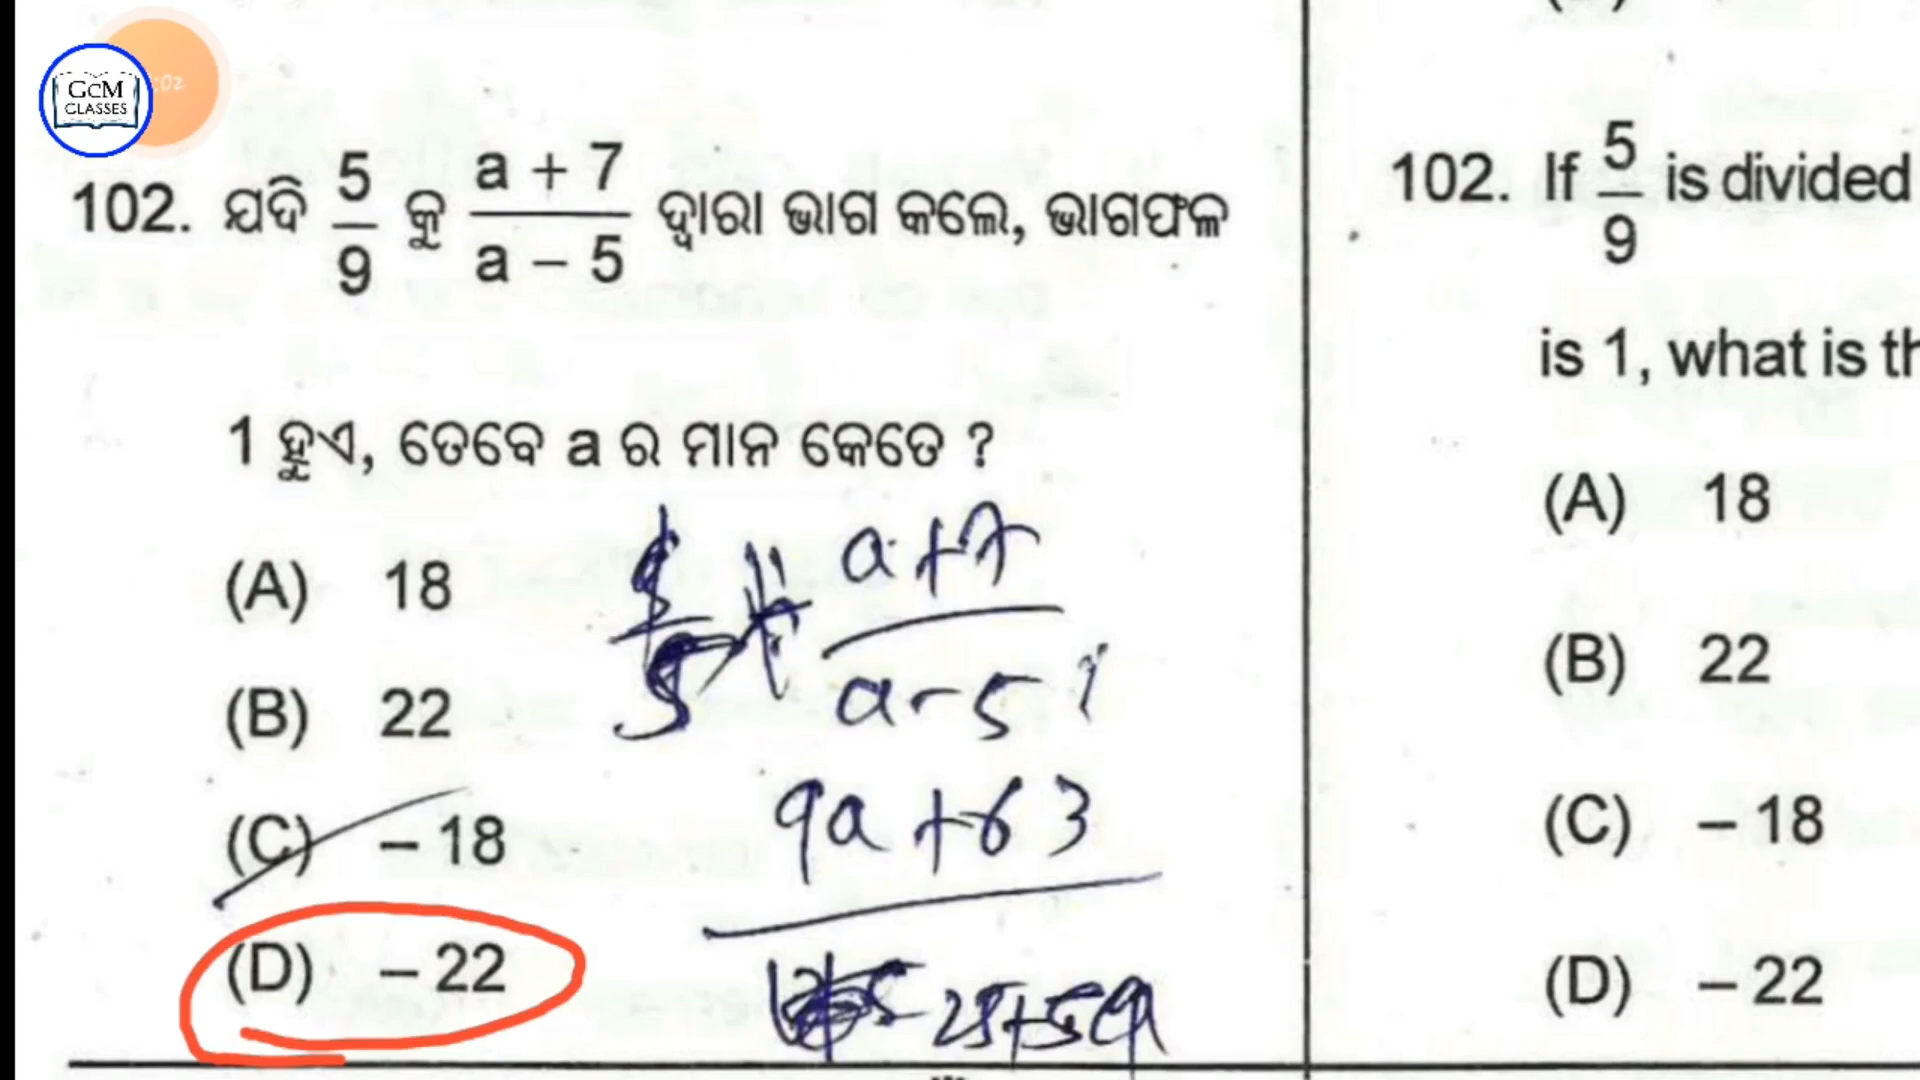 GCM
CLASSES
:02
102. ଯଦି 5/9 କୁ (a + 7)/(a – 5) ଦ୍ୱାରା ଭାଗ କଲେ, ଭାଗଫଳ
1 ହୁଏ, ତେବେ a ର ମାନ କେତେ ?
(A) 18
(B) 22
(C) – 18
(D) – 22
a + 7
a - 5
9a + 63
102. If 5/9 is divided
is 1, what is th
(A) 18
(B) 22
(C) – 18
(D) – 22